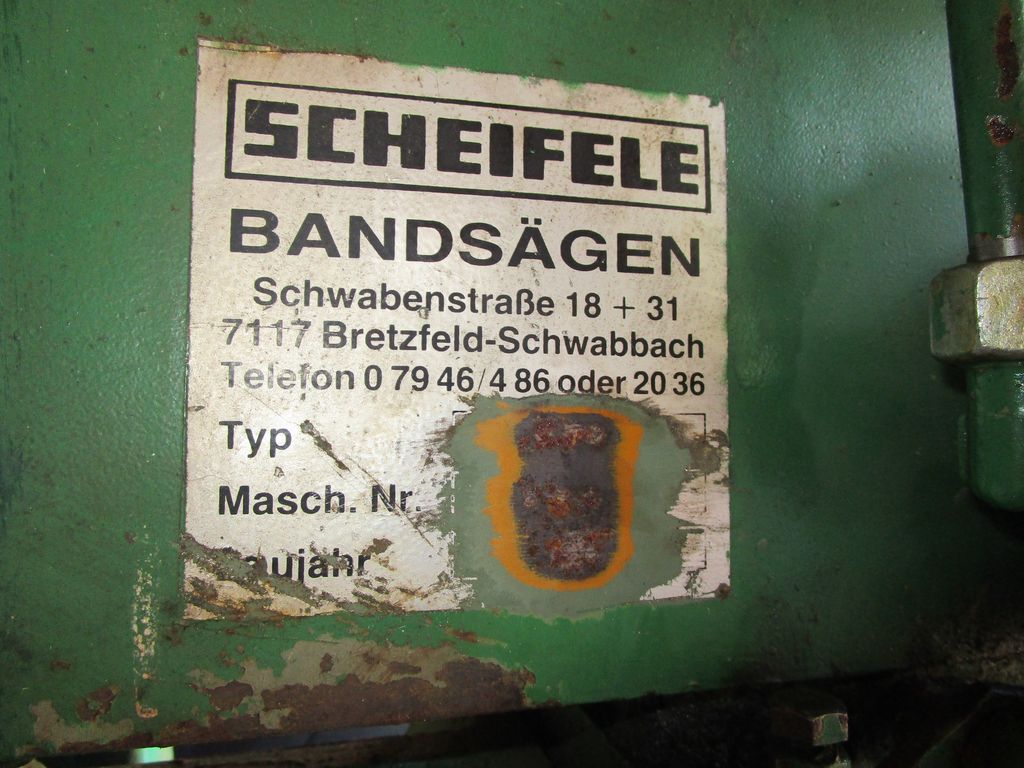 SCHEIFELE
BANDSÄGEN
Schwabenstraße 18 + 31
7117 Bretzfeld-Schwabbach
Telefon 0 79 46/4 86 oder 20 36
Typ
Masch. Nr.
Baujahr